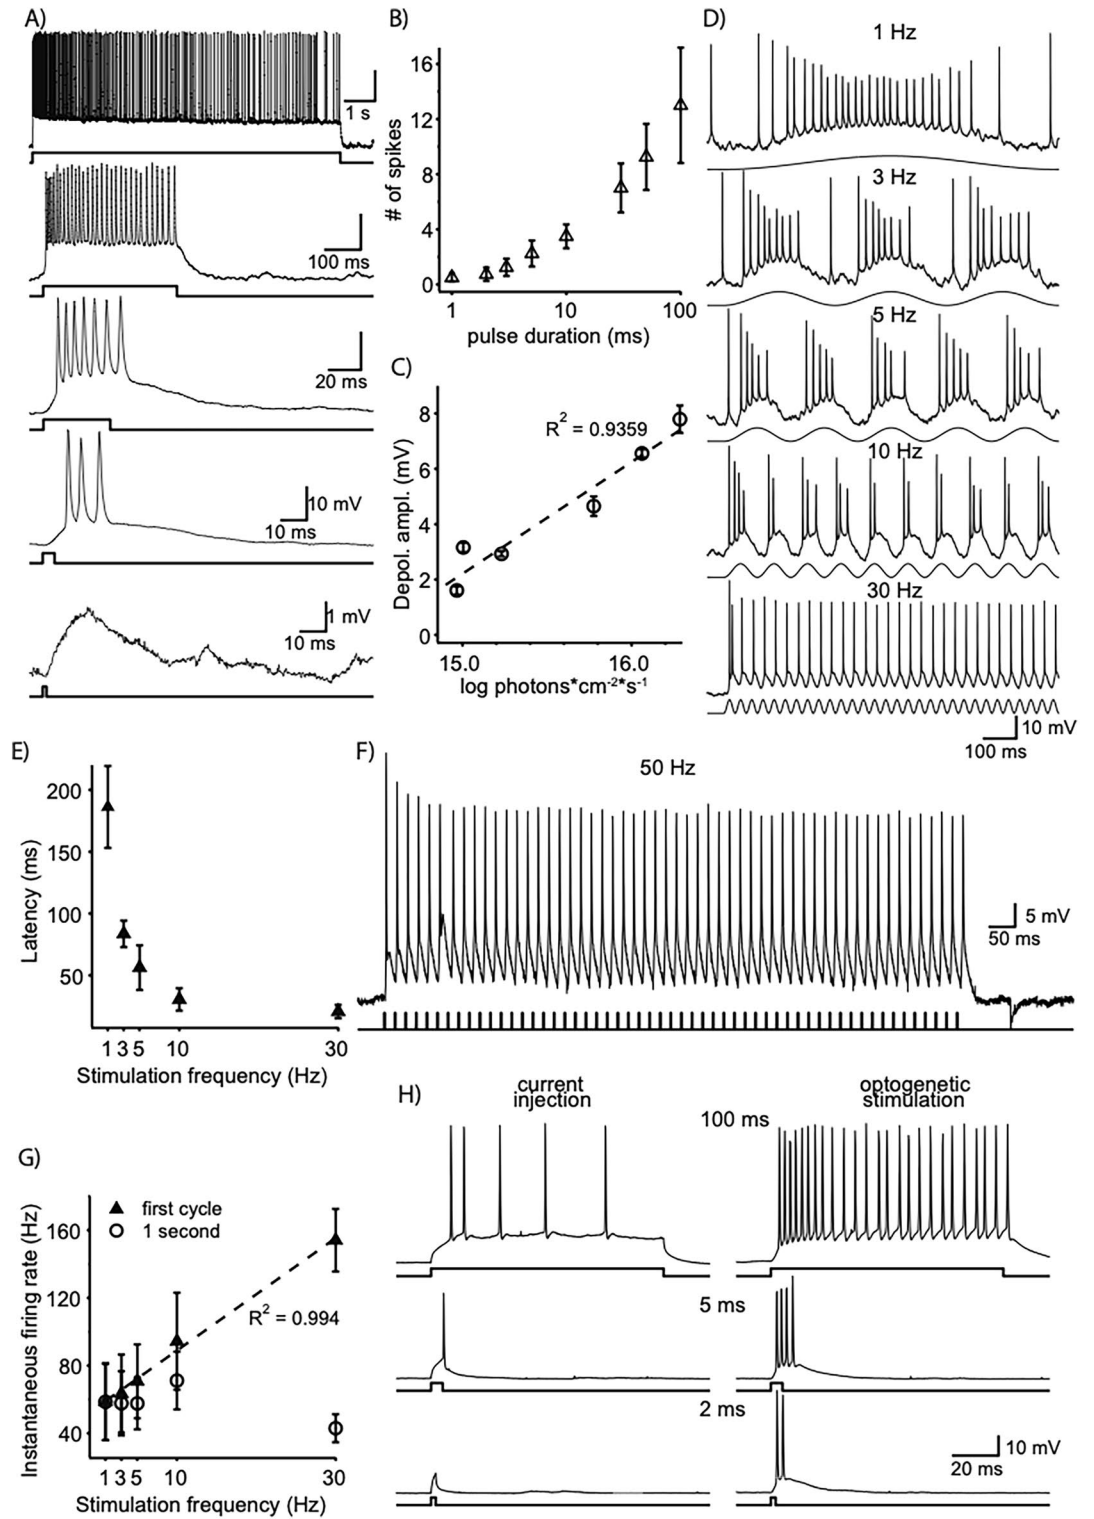 A)
1 s
100 ms
20 ms
10 mV
10 ms
1 mV
10 ms
B)
# of spikes
16
12
8
4
0
1
10
100
pulse duration (ms)
C)
Depol. ampl. (mV)
8
6
4
2
0
R² = 0.9359
15.0
16.0
log photons*cm⁻²*s⁻¹
D)
1 Hz
3 Hz
5 Hz
10 Hz
30 Hz
10 mV
100 ms
E)
Latency (ms)
200
150
100
50
1 3 5 10 30
Stimulation frequency (Hz)
F)
50 Hz
5 mV
50 ms
G)
Instantaneous firing rate (Hz)
160
120
80
40
first cycle
1 second
R² = 0.994
1 3 5 10 30
Stimulation frequency (Hz)
H)
current
injection
optogenetic
stimulation
100 ms
5 ms
2 ms
10 mV
20 ms